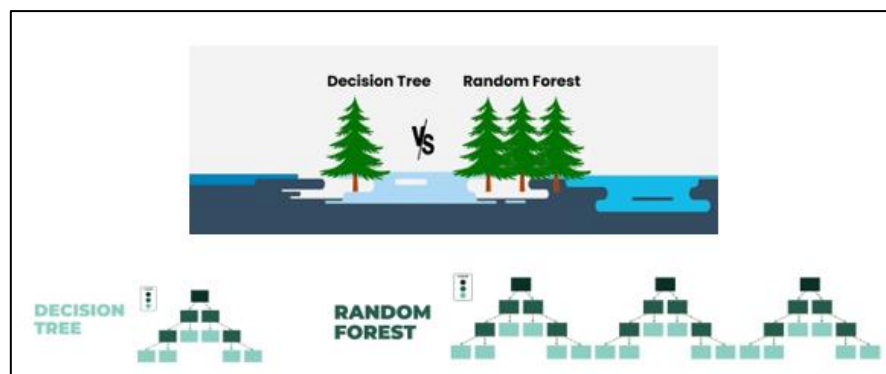 Decision Tree Random Forest
VS
DECISION
TREE
RANDOM
FOREST